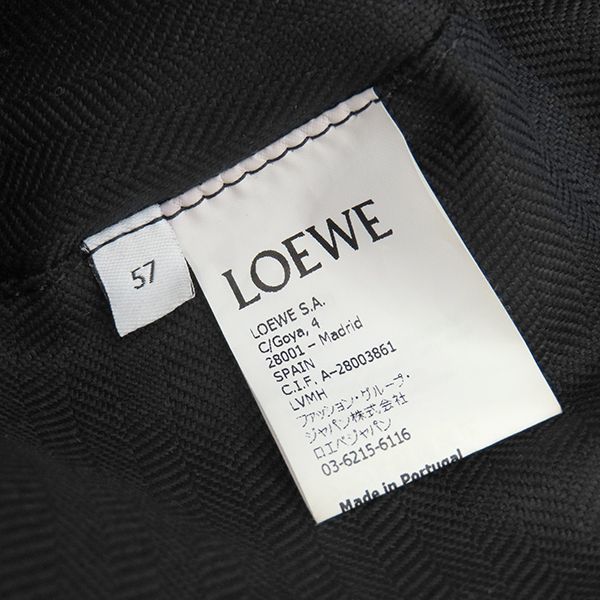 57
LOEWE
LOEWE S.A.
C/Goya, 4
28001 – Madrid
SPAIN
C.I.F. A-28003861
LVMH
ファッション・グループ・
ジャパン株式会社
ロエベジャパン
03-6215-6116
Made in Portugal